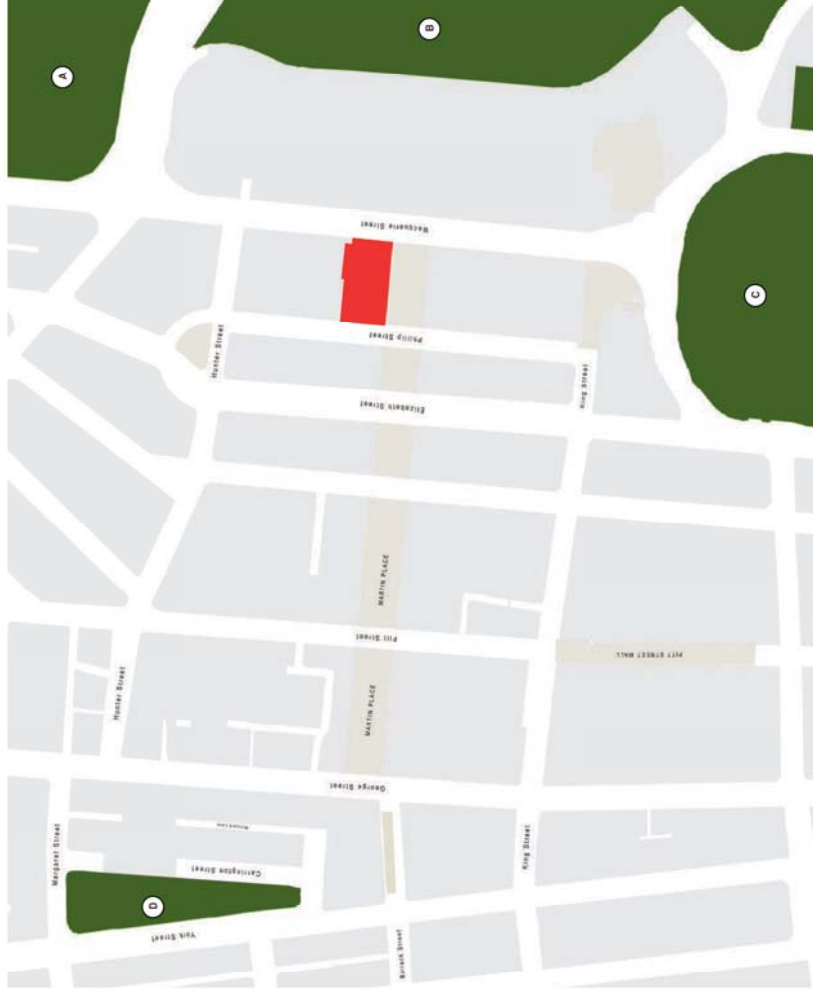 A
B
Macquarie Street
Phillip Street
Hunter Street
Elizabeth Street
King Street
C
MARTIN PLACE
Pitt Street
PITT STREET MALL
Hunter Street
MARTIN PLACE
George Street
Margaret Street
King Street
Carrington Street
D
York Street
Barrack Street